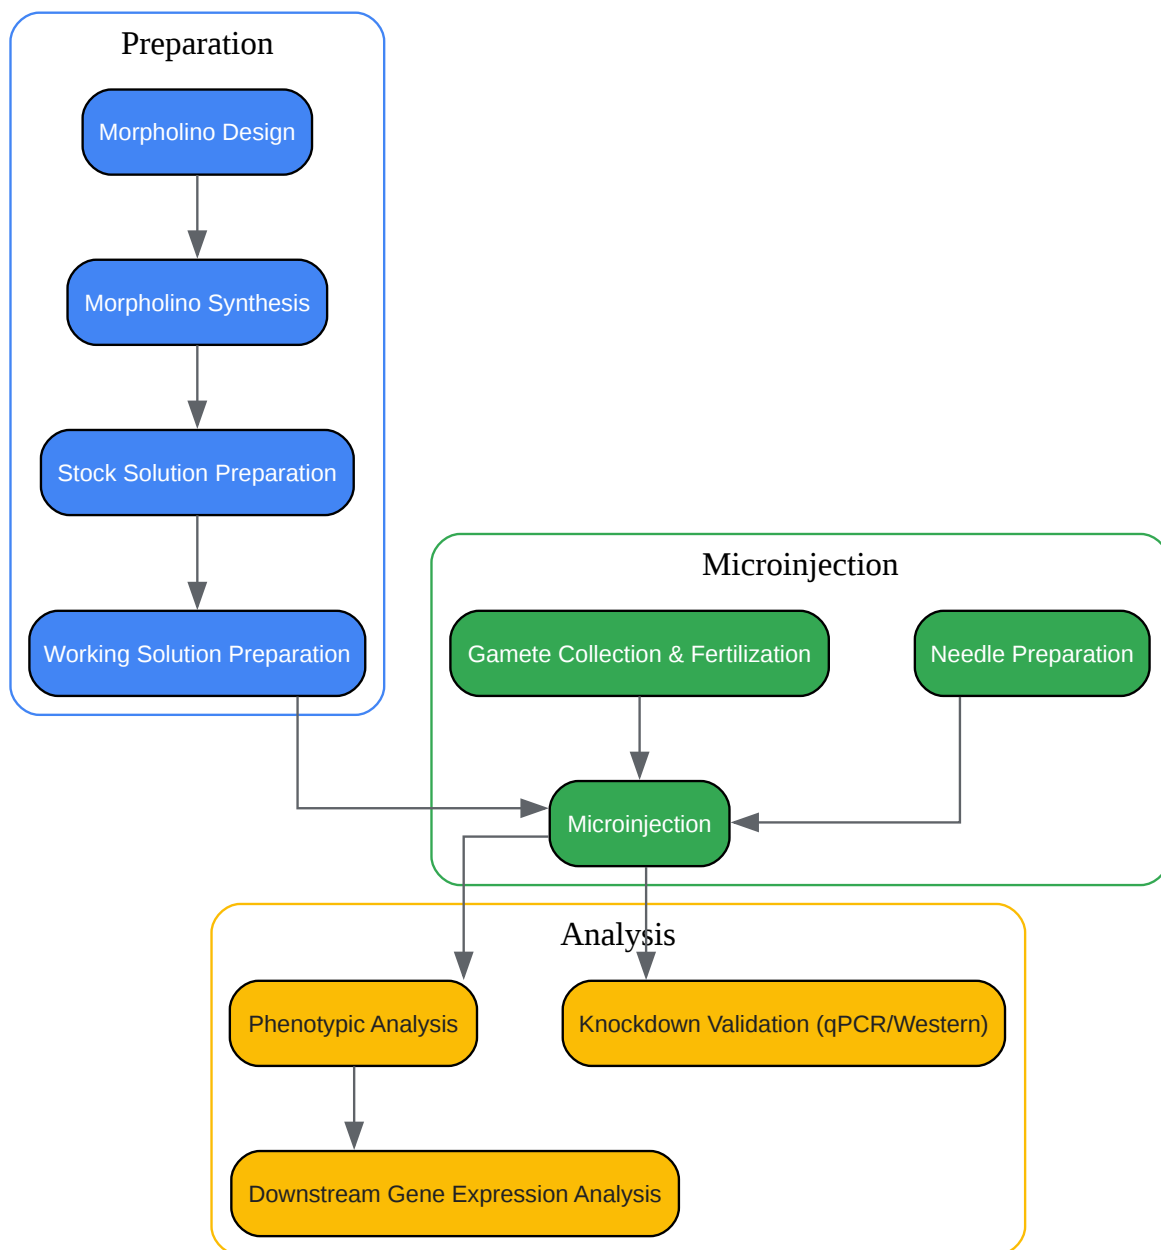 Preparation
Morpholino Design
Morpholino Synthesis
Stock Solution Preparation
Working Solution Preparation
Microinjection
Gamete Collection & Fertilization
Needle Preparation
Microinjection
Analysis
Phenotypic Analysis
Knockdown Validation (qPCR/Western)
Downstream Gene Expression Analysis